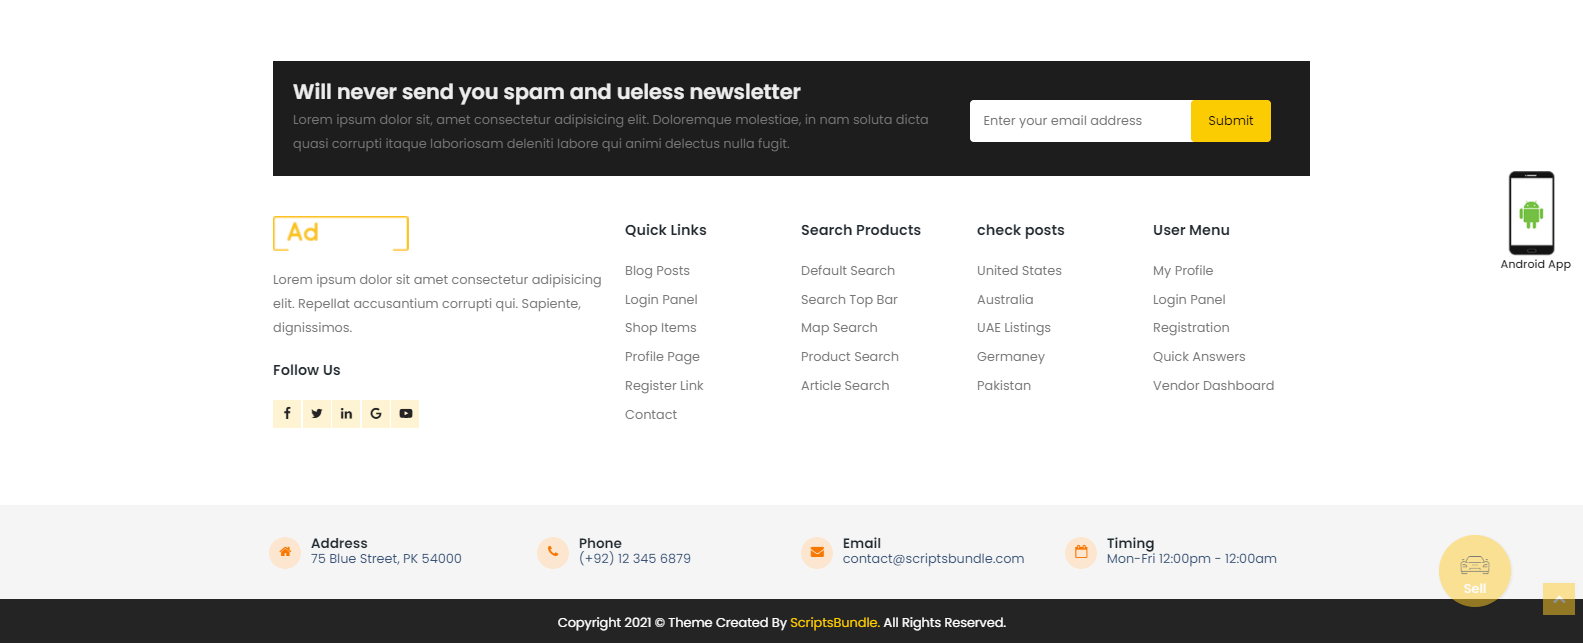 Will never send you spam and ueless newsletter
Lorem ipsum dolor sit, amet consectetur adipisicing elit. Doloremque molestiae, in nam soluta dicta
quasi corrupti itaque laboriosam deleniti labore qui animi delectus nulla fugit.
Enter your email address
Submit
Android App
Ad
Lorem ipsum dolor sit amet consectetur adipisicing
elit. Repellat accusantium corrupti qui. Sapiente,
dignissimos.
Follow Us
Quick Links
Blog Posts
Login Panel
Shop Items
Profile Page
Register Link
Contact
Search Products
Default Search
Search Top Bar
Map Search
Product Search
Article Search
check posts
United States
Australia
UAE Listings
Germaney
Pakistan
User Menu
My Profile
Login Panel
Registration
Quick Answers
Vendor Dashboard
Address
75 Blue Street, PK 54000
Phone
(+92) 12 345 6879
Email
contact@scriptsbundle.com
Timing
Mon-Fri 12:00pm - 12:00am
Sell
Copyright 2021 © Theme Created By ScriptsBundle. All Rights Reserved.